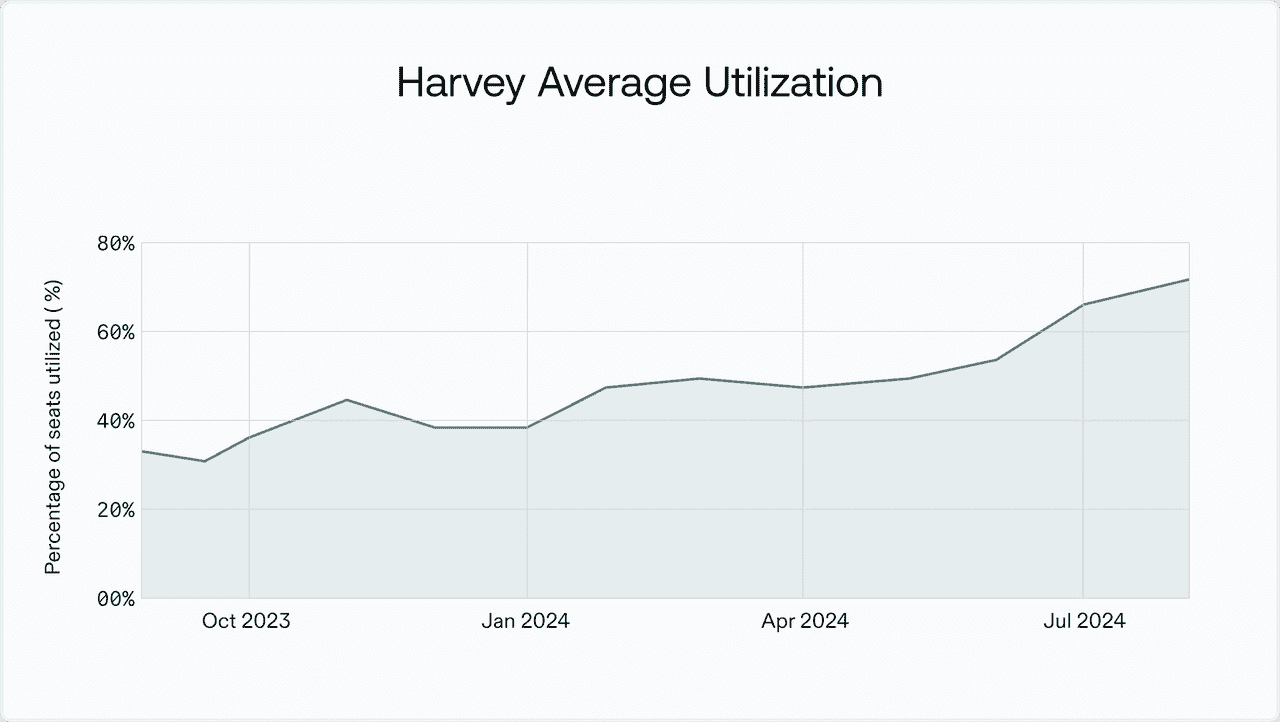 Harvey Average Utilization
Percentage of seats utilized ( %)
80%
60%
40%
20%
00%
Oct 2023
Jan 2024
Apr 2024
Jul 2024